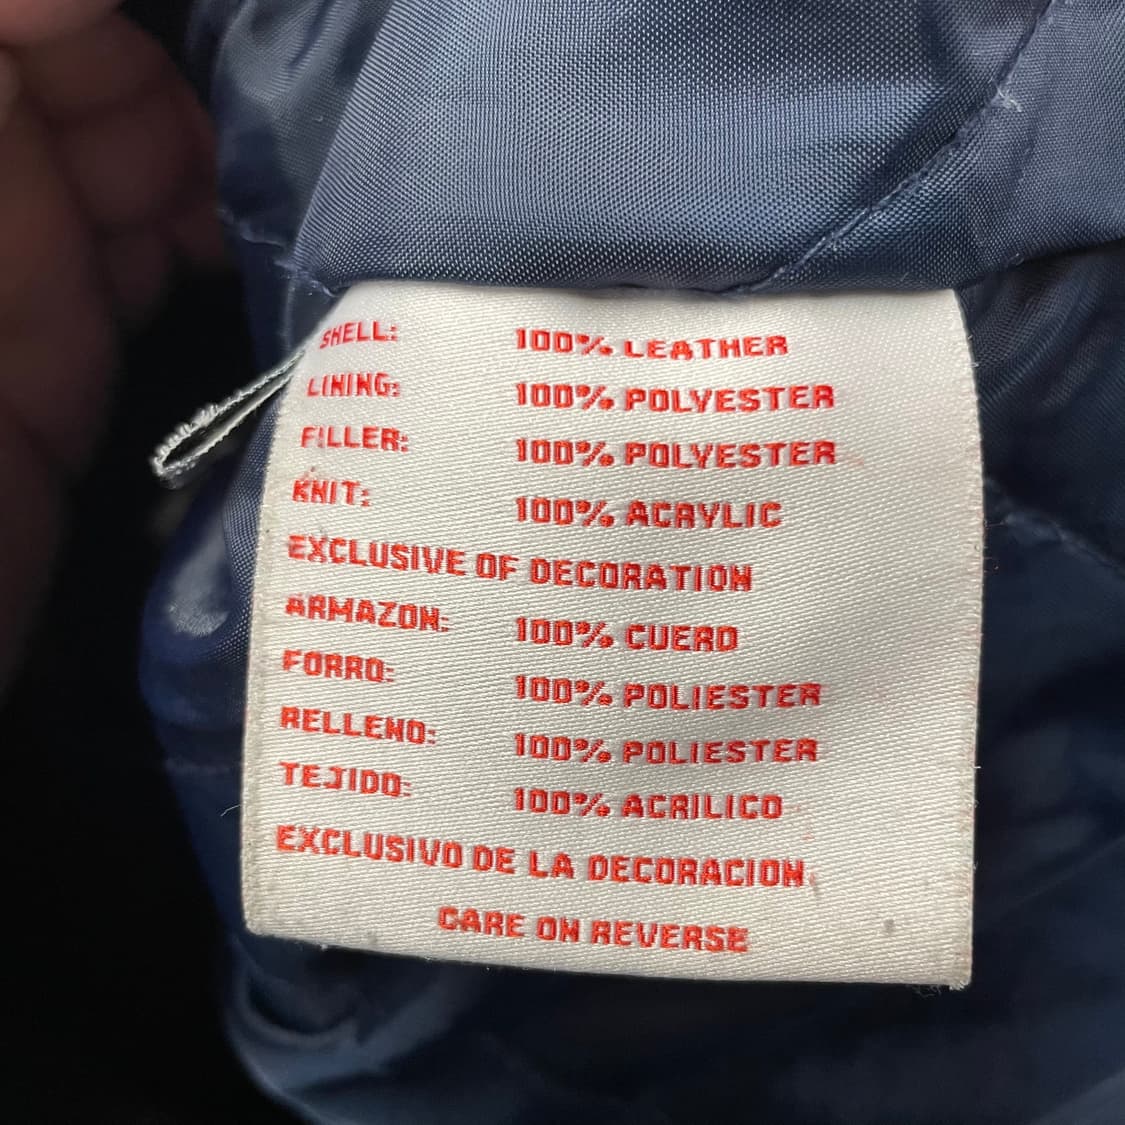 SHELL: 100% LEATHER
LINING: 100% POLYESTER
FILLER: 100% POLYESTER
KNIT: 100% ACRYLIC
EXCLUSIVE OF DECORATION
ARMAZON: 100% CUERO
FORRO: 100% POLIESTER
RELLENO: 100% POLIESTER
TEJIDO: 100% ACRILICO
EXCLUSIVO DE LA DECORACION
CARE ON REVERSE